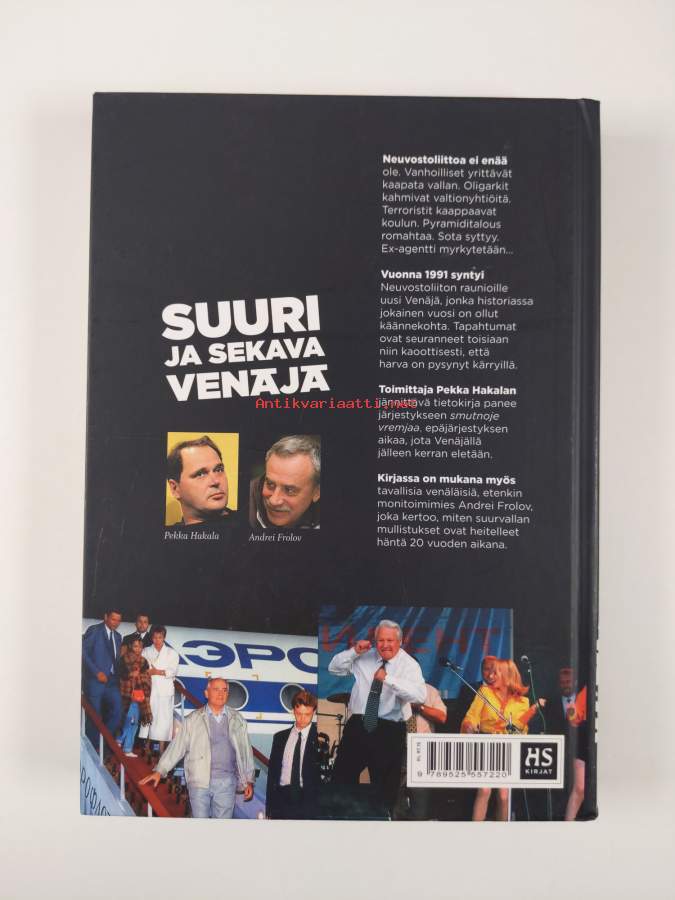 Neuvostoliittoa ei enää
ole. Vanhoilliset yrittävät
kaapata vallan. Oligarkit
kahmivat valtionyhtiöitä.
Terroristit kaappaavat
koulun. Pyramiditalous
romahtaa. Sota syttyy.
Ex-agentti myrkytetään...
Vuonna 1991 syntyi
Neuvostoliiton raunioille
uusi Venäjä, jonka historiassa
jokainen vuosi on ollut
käännekohta. Tapahtumat
ovat seuranneet toisiaan
niin kaoottisesti, että
harva on pysynyt kärryillä.
SUURI
JA SEKAVA
VENÄJÄ
Antikvariaatti.net
Toimittaja Pekka Hakalan
jännittävä tietokirja panee
järjestykseen smutnoje
vremjaa, epäjärjestyksen
aikaa, jota Venäjällä
jälleen kerran eletään.
Kirjassa on mukana myös
tavallisia venäläisiä, etenkin
monitoimimies Andrei Frolov,
joka kertoo, miten suurvallan
mullistukset ovat heitelleet
häntä 20 vuoden aikana.
Pekka Hakala
Andrei Frolov
АЭРО
ИДЕНТ
9 789525 557220
HS
KIRJAT